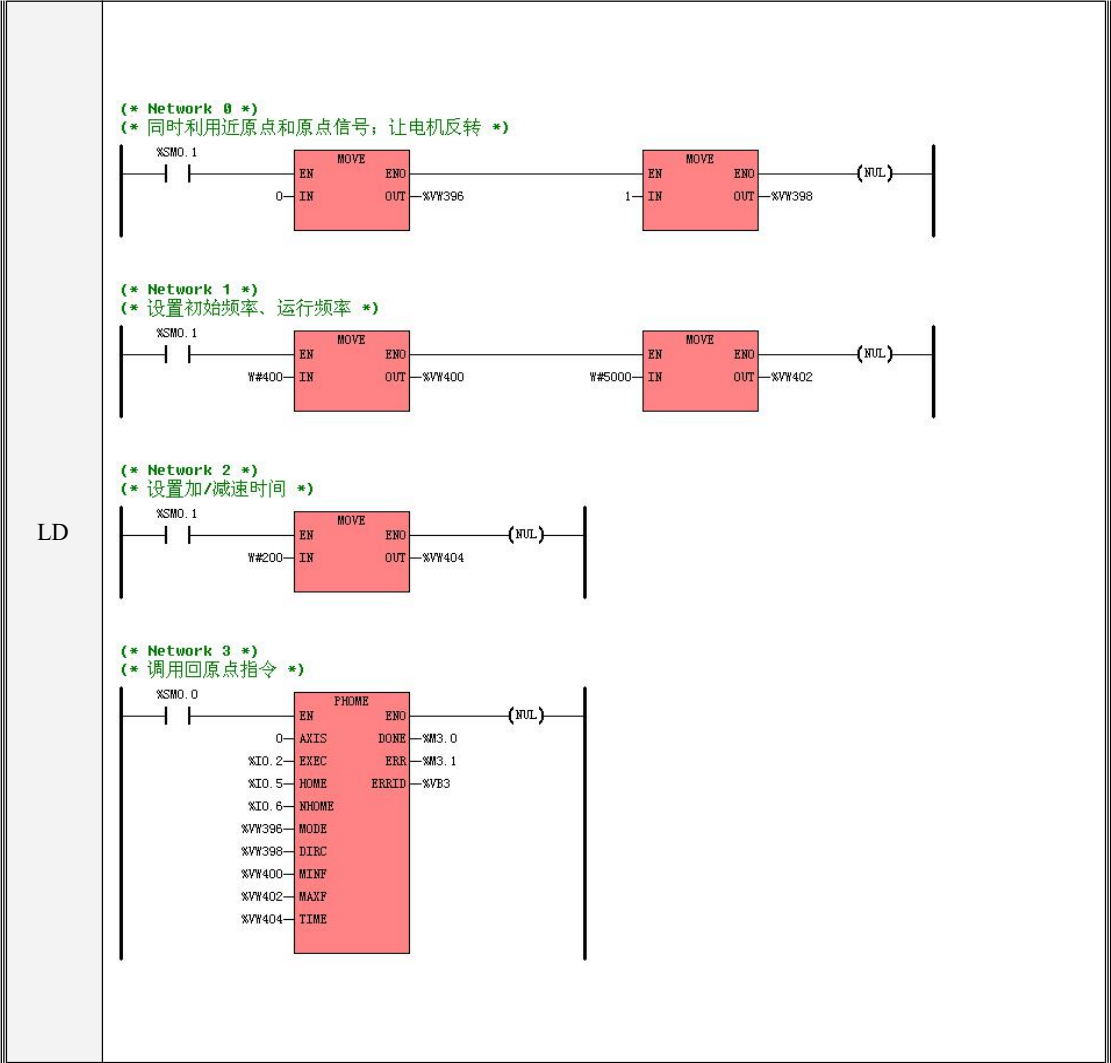 (* Network 0 *)
(* 同时利用近原点和原点信号；让电机反转 *)
%SM0.1
MOVE
MOVE
EN ENO
EN ENO
(NUL)
0 IN OUT %VW396
1 IN OUT %VW398
(* Network 1 *)
(* 设置初始频率、运行频率 *)
%SM0.1
MOVE
MOVE
EN ENO
EN ENO
(NUL)
W#400 IN OUT %VW400
W#5000 IN OUT %VW402
(* Network 2 *)
(* 设置加/减速时间 *)
%SM0.1
MOVE
EN ENO
(NUL)
W#200 IN OUT %VW404
LD
(* Network 3 *)
(* 调用回原点指令 *)
%SM0.0
PHOME
EN ENO
(NUL)
0 AXIS DONE %M3.0
%I0.2 EXEC ERR %M3.1
%I0.5 HOME ERRID %VB3
%I0.6 NHOME
%VW396 MODE
%VW398 DIRC
%VW400 MINF
%VW402 MAXF
%VW404 TIME